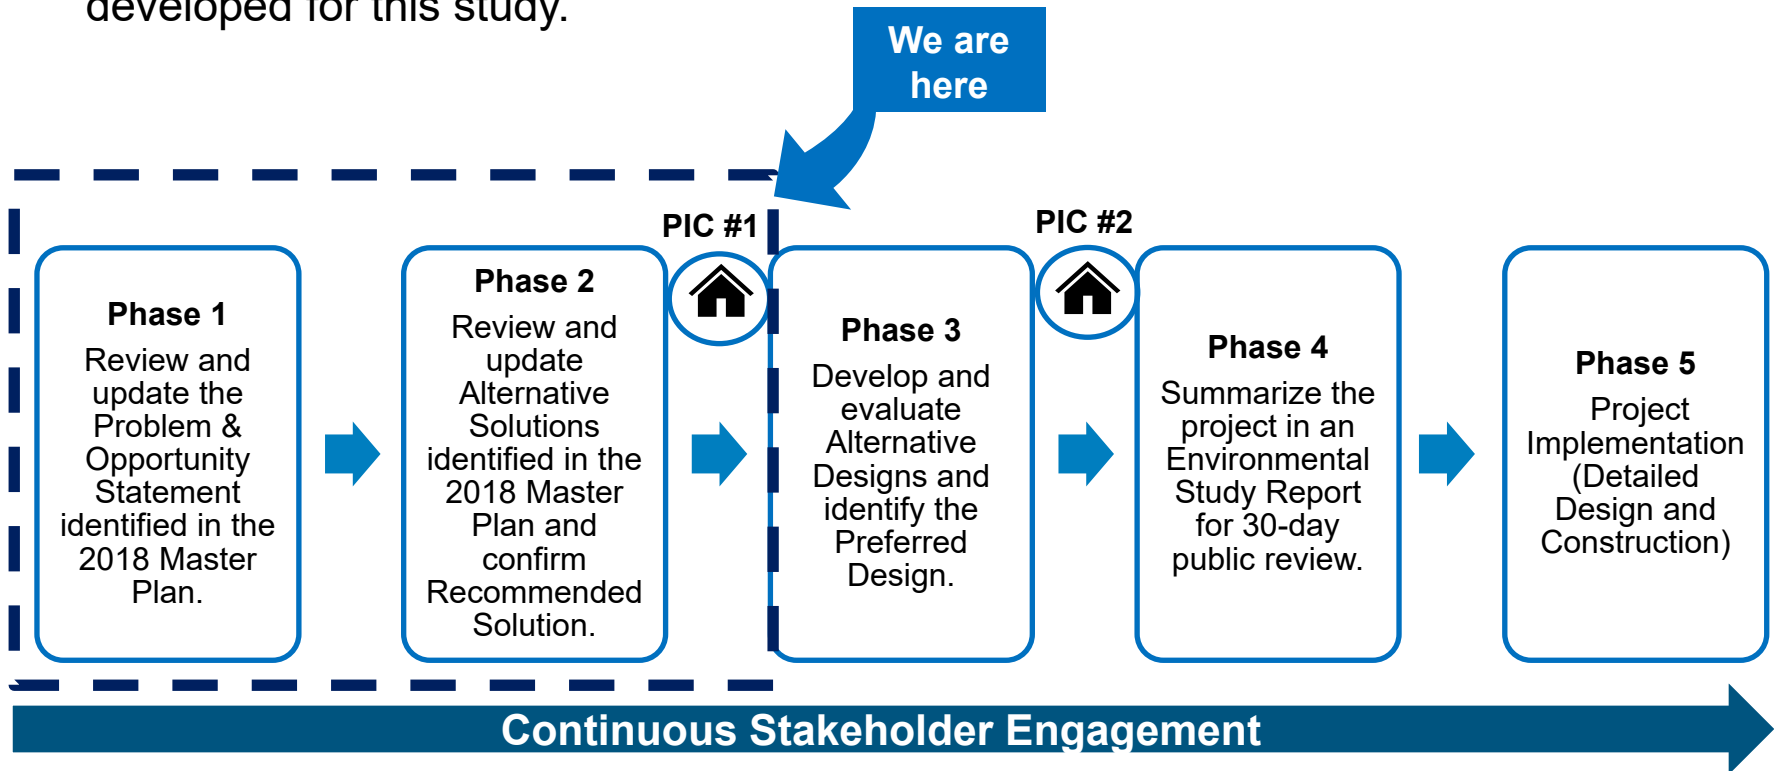 developed for this study.
We are
here
PIC #1
PIC #2
Phase 1
Review and
update the
Problem &
Opportunity
Statement
identified in the
2018 Master
Plan.
Phase 2
Review and
update
Alternative
Solutions
identified in the
2018 Master
Plan and
confirm
Recommended
Solution.
Phase 3
Develop and
evaluate
Alternative
Designs and
identify the
Preferred
Design.
Phase 4
Summarize the
project in an
Environmental
Study Report
for 30-day
public review.
Phase 5
Project
Implementation
(Detailed
Design and
Construction)
Continuous Stakeholder Engagement